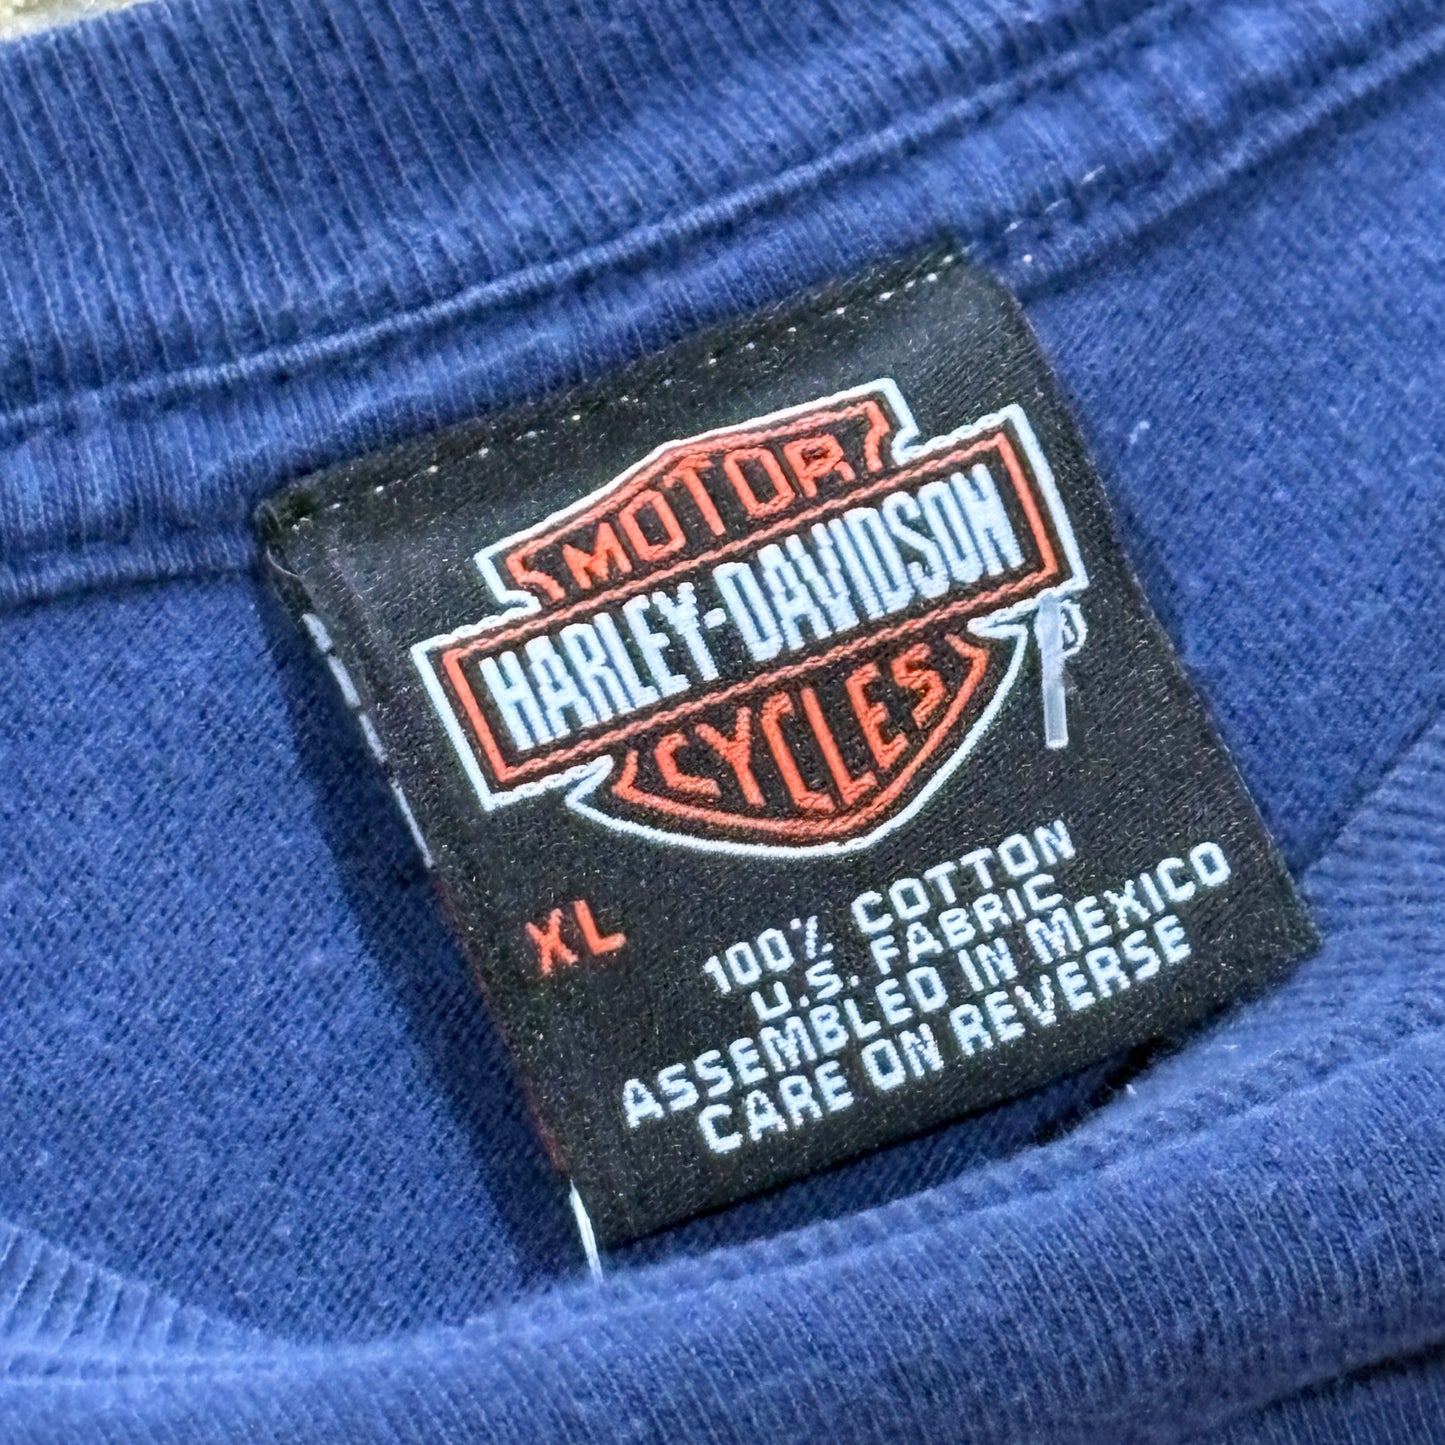 MOTOR
HARLEY-DAVIDSON
®
CYCLES
XL
100% COTTON
U.S. FABRIC
ASSEMBLED IN MEXICO
CARE ON REVERSE